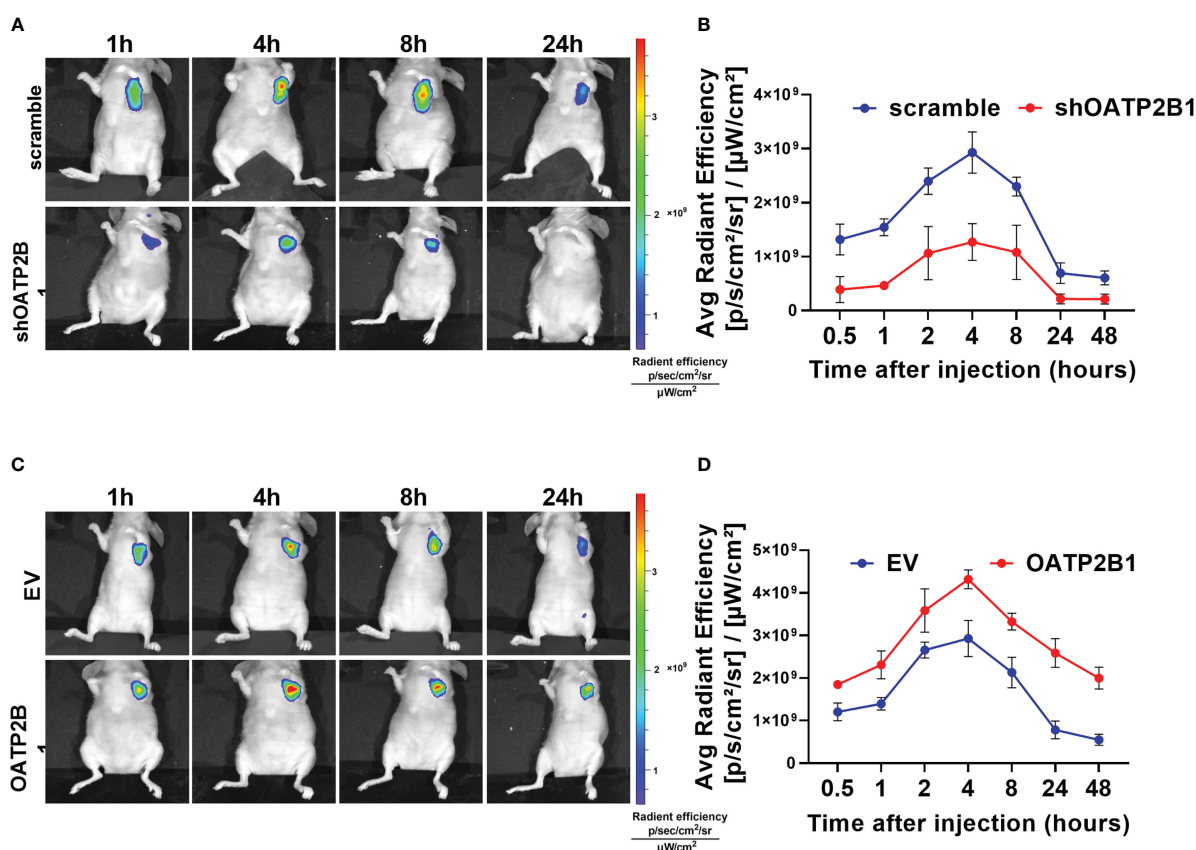 A
1h 4h 8h 24h
scramble
shOATP2B
1
3
2 ×10⁹
1
Radient efficiency
p/sec/cm²/sr
µW/cm²
B
scramble shOATP2B1
Avg Radiant Efficiency
[p/s/cm²/sr] / [µW/cm²]
4×10⁹
3×10⁹
2×10⁹
1×10⁹
0
0.5 1 2 4 8 24 48
Time after injection (hours)
C
1h 4h 8h 24h
EV
OATP2B
1
3
2 ×10⁹
1
Radient efficiency
p/sec/cm²/sr
µW/cm²
D
EV OATP2B1
Avg Radiant Efficiency
[p/s/cm²/sr] / [µW/cm²]
5×10⁹
4×10⁹
3×10⁹
2×10⁹
1×10⁹
0
0.5 1 2 4 8 24 48
Time after injection (hours)